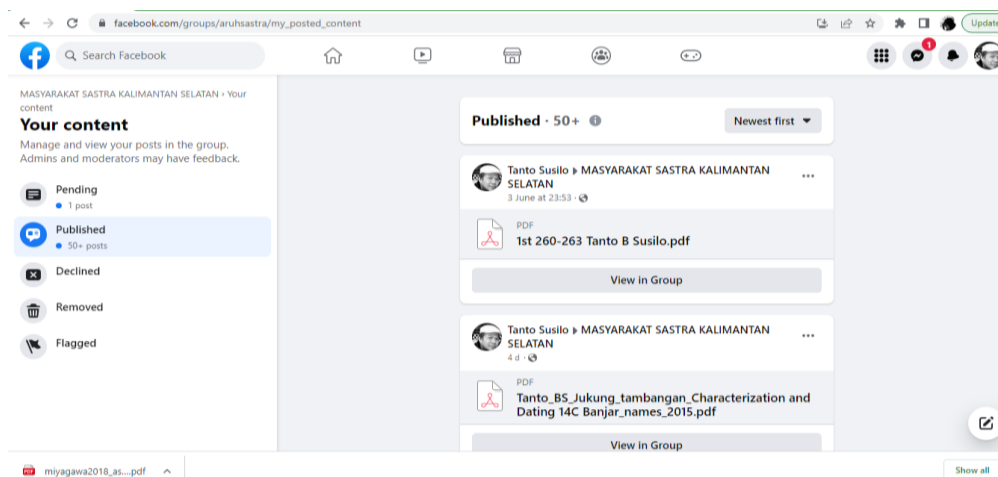 facebook.com/groups/aruhsastra/my_posted_content
Update
Search Facebook
1
MASYARAKAT SASTRA KALIMANTAN SELATAN › Your
content
Your content
Manage and view your posts in the group.
Admins and moderators may have feedback.
Pending
1 post
Published
50+ posts
Declined
Removed
Flagged
Published · 50+
Newest first
Tanto Susilo ▸ MASYARAKAT SASTRA KALIMANTAN
SELATAN
3 June at 23:53 ·
PDF
1st 260-263 Tanto B Susilo.pdf
View in Group
Tanto Susilo ▸ MASYARAKAT SASTRA KALIMANTAN
SELATAN
4 d ·
PDF
Tanto_BS_Jukung_tambangan_Characterization and
Dating 14C Banjar_names_2015.pdf
View in Group
miyagawa2018_as....pdf
Show all